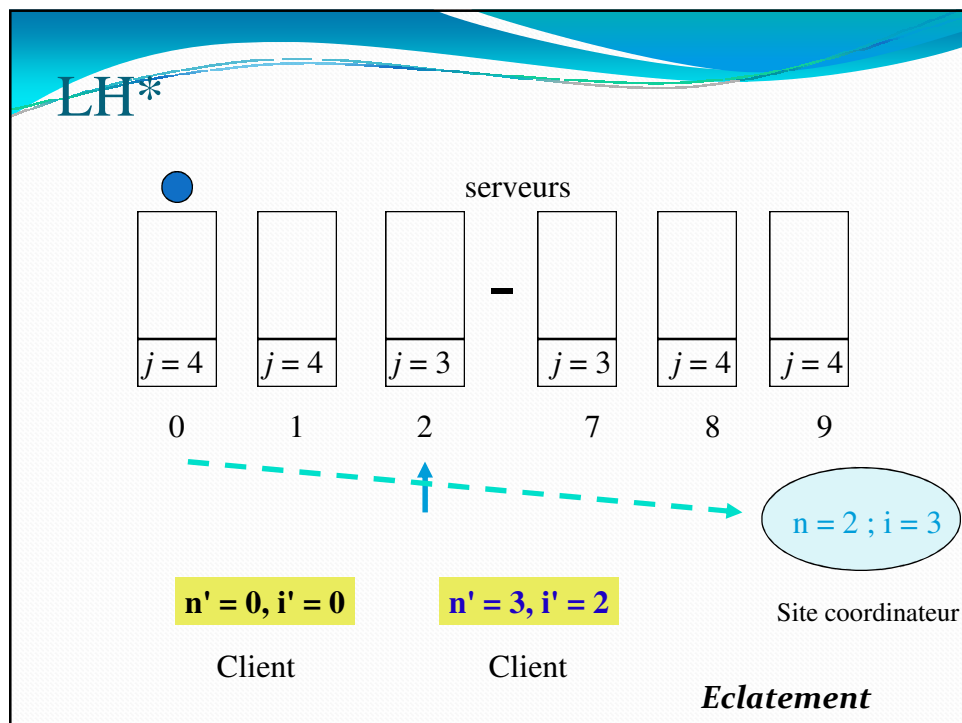 LH*
serveurs
j = 4 j = 4 j = 3 j = 3 j = 4 j = 4
0 1 2 7 8 9
n = 2 ; i = 3
n' = 0, i' = 0 n' = 3, i' = 2
Site coordinateur
Client Client
Eclatement